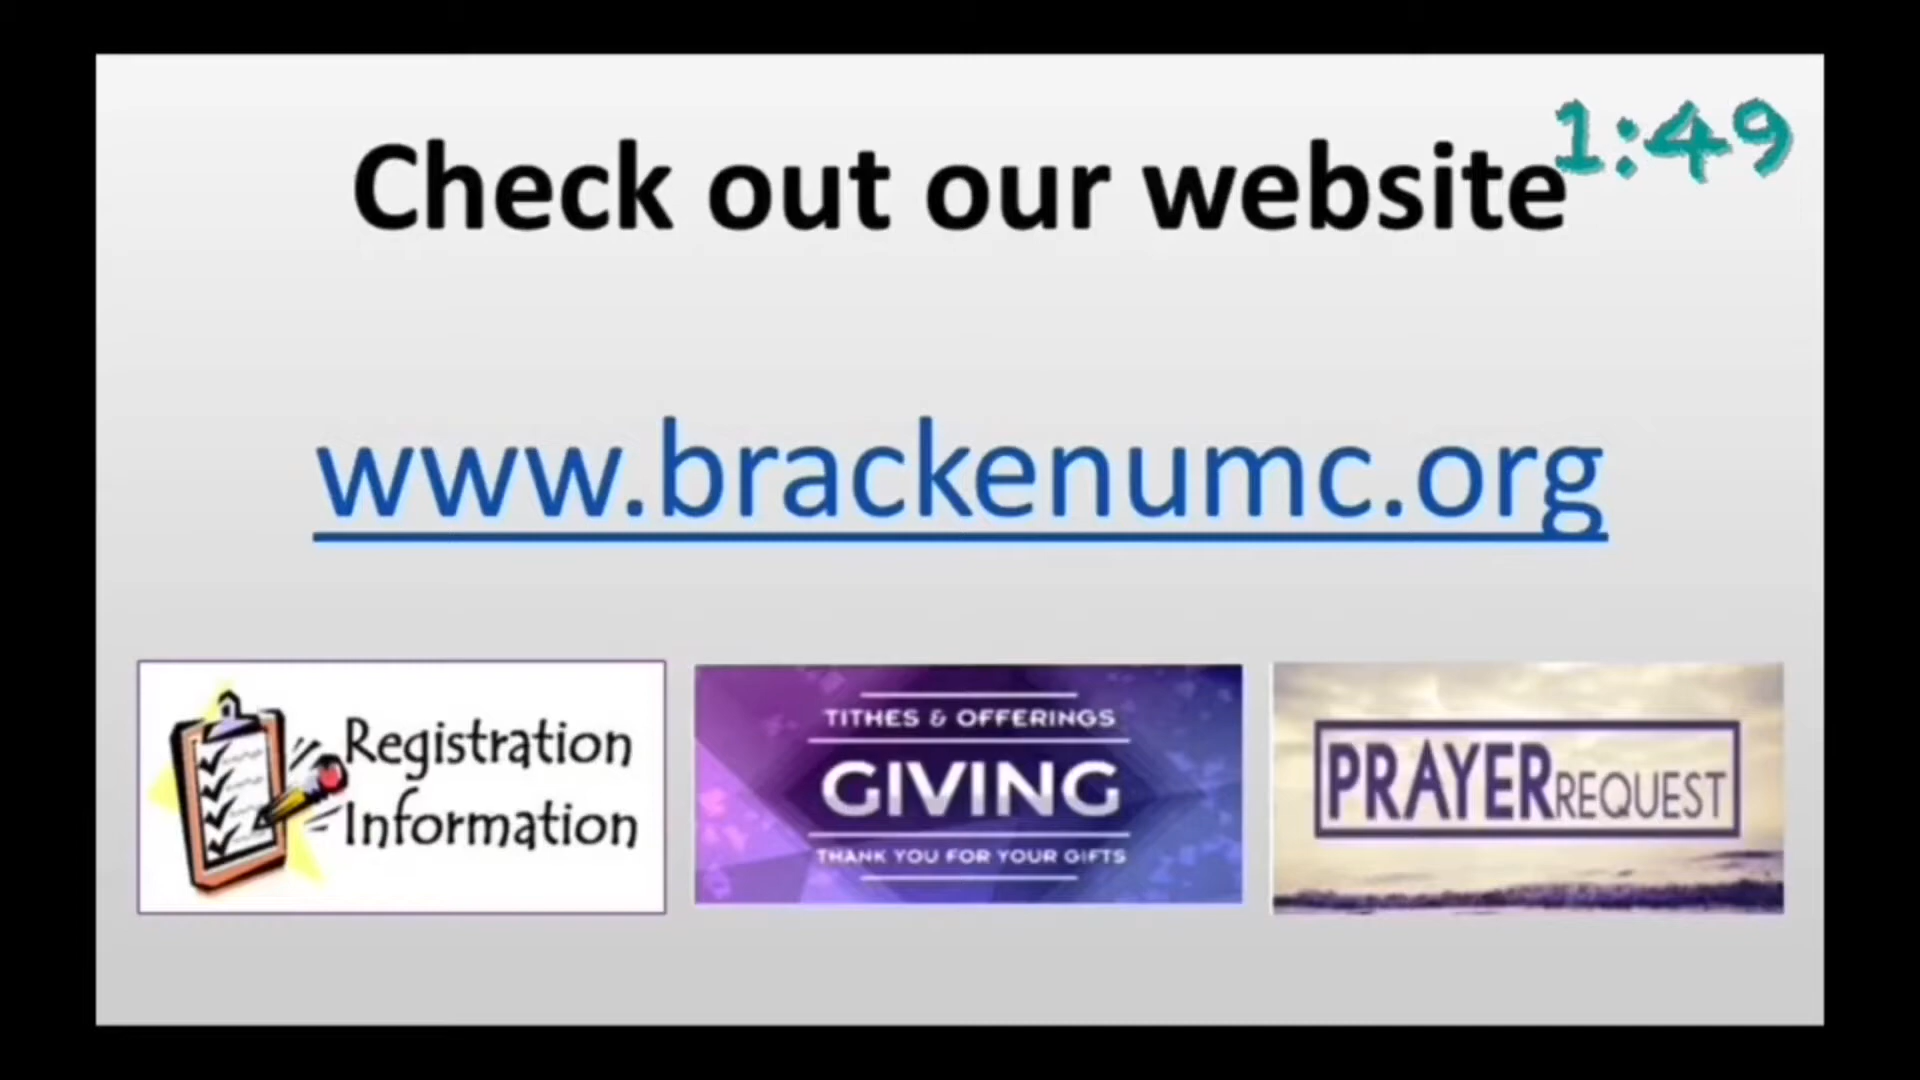 1:49
Check out our website
www.brackenumc.org
Registration
Information
TITHES & OFFERINGS
GIVING
THANK YOU FOR YOUR GIFTS
PRAYER REQUEST